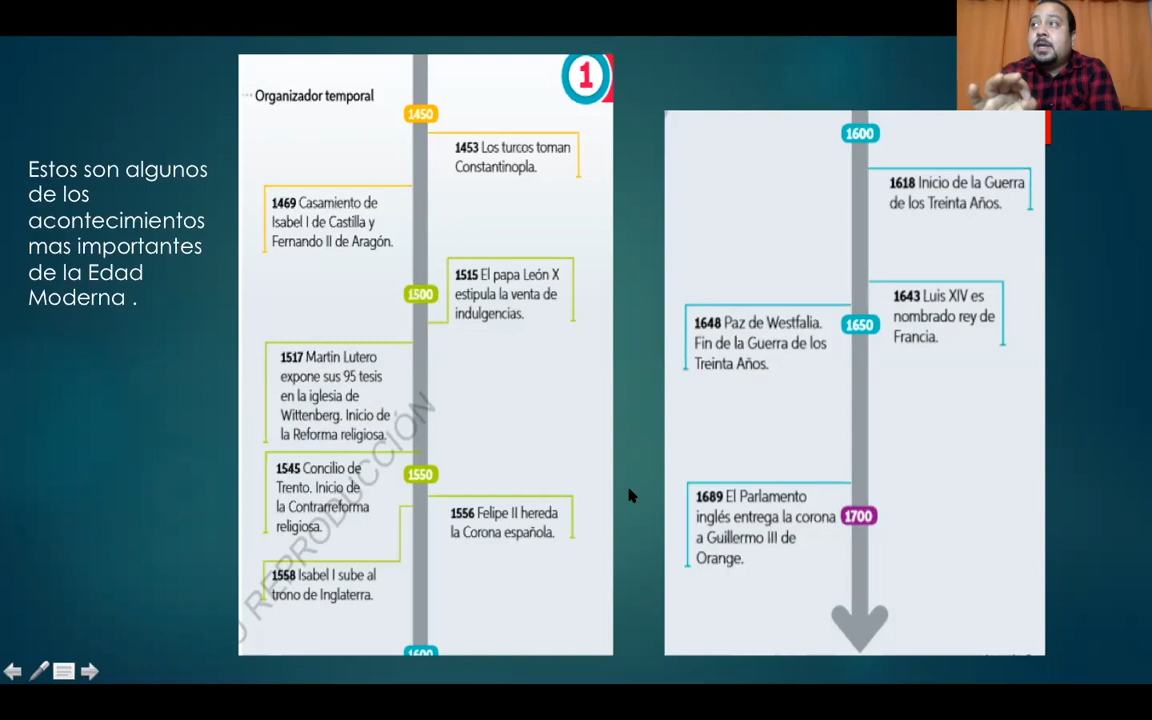 Estos son algunos
de los
acontecimientos
mas importantes
de la Edad
Moderna .
Organizador temporal
1
1450
1453 Los turcos toman
Constantinopla.
1469 Casamiento de
Isabel I de Castilla y
Fernando II de Aragón.
1500
1515 El papa León X
estipula la venta de
indulgencias.
1517 Martín Lutero
expone sus 95 tesis
en la iglesia de
Wittenberg. Inicio de
la Reforma religiosa.
1545 Concilio de
Trento. Inicio de
la Contrarreforma
religiosa.
1550
1556 Felipe II hereda
la Corona española.
1558 Isabel I sube al
trono de Inglaterra.
1600
REPRODUCCIÓN
1600
1618 Inicio de la Guerra
de los Treinta Años.
1643 Luis XIV es
nombrado rey de
Francia.
1648 Paz de Westfalia.
Fin de la Guerra de los
Treinta Años.
1650
1689 El Parlamento
inglés entrega la corona
a Guillermo III de
Orange.
1700